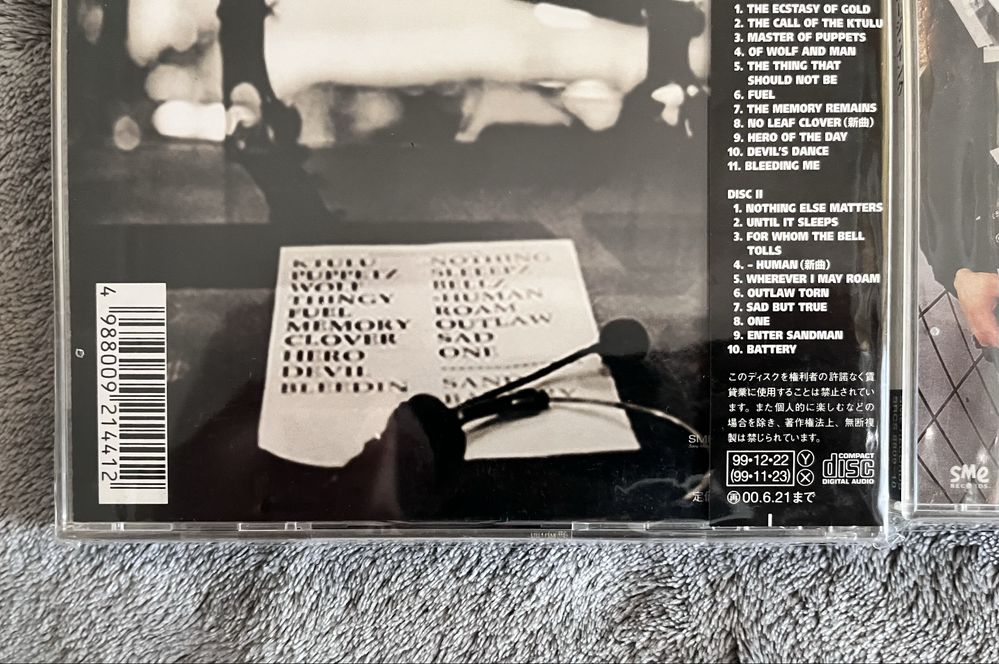 1. THE ECSTASY OF GOLD
2. THE CALL OF THE KTULU
3. MASTER OF PUPPETS
4. OF WOLF AND MAN
5. THE THING THAT
SHOULD NOT BE
6. FUEL
7. THE MEMORY REMAINS
8. NO LEAF CLOVER (新曲)
9. HERO OF THE DAY
10. DEVIL'S DANCE
11. BLEEDING ME
DISC II
1. NOTHING ELSE MATTERS
2. UNTIL IT SLEEPS
3. FOR WHOM THE BELL
TOLLS
4. – HUMAN (新曲)
5. WHEREVER I MAY ROAM
6. OUTLAW TORN
7. SAD BUT TRUE
8. ONE
9. ENTER SANDMAN
10. BATTERY
このディスクを権利者の許諾なく賃
貸業に使用することは禁止されてい
ます。また個人的に楽しむなどの
場合を除き、著作権法上、無断複
製は禁じられています。
99・12・22 Ⓨ
(99・11・23) Ⓧ
再00.6.21まで
COMPACT
disc
DIGITAL AUDIO
KTULU
PUPPETZ
WOLF
THINGY
FUEL
MEMORY
CLOVER
HERO
DEVIL
BLEEDIN
NOTHING
SLEEPZ
BELLZ
-HUMAN
ROAM
OUTLAW
SAD
ONE
4 988009 214412
SME
RECORDS